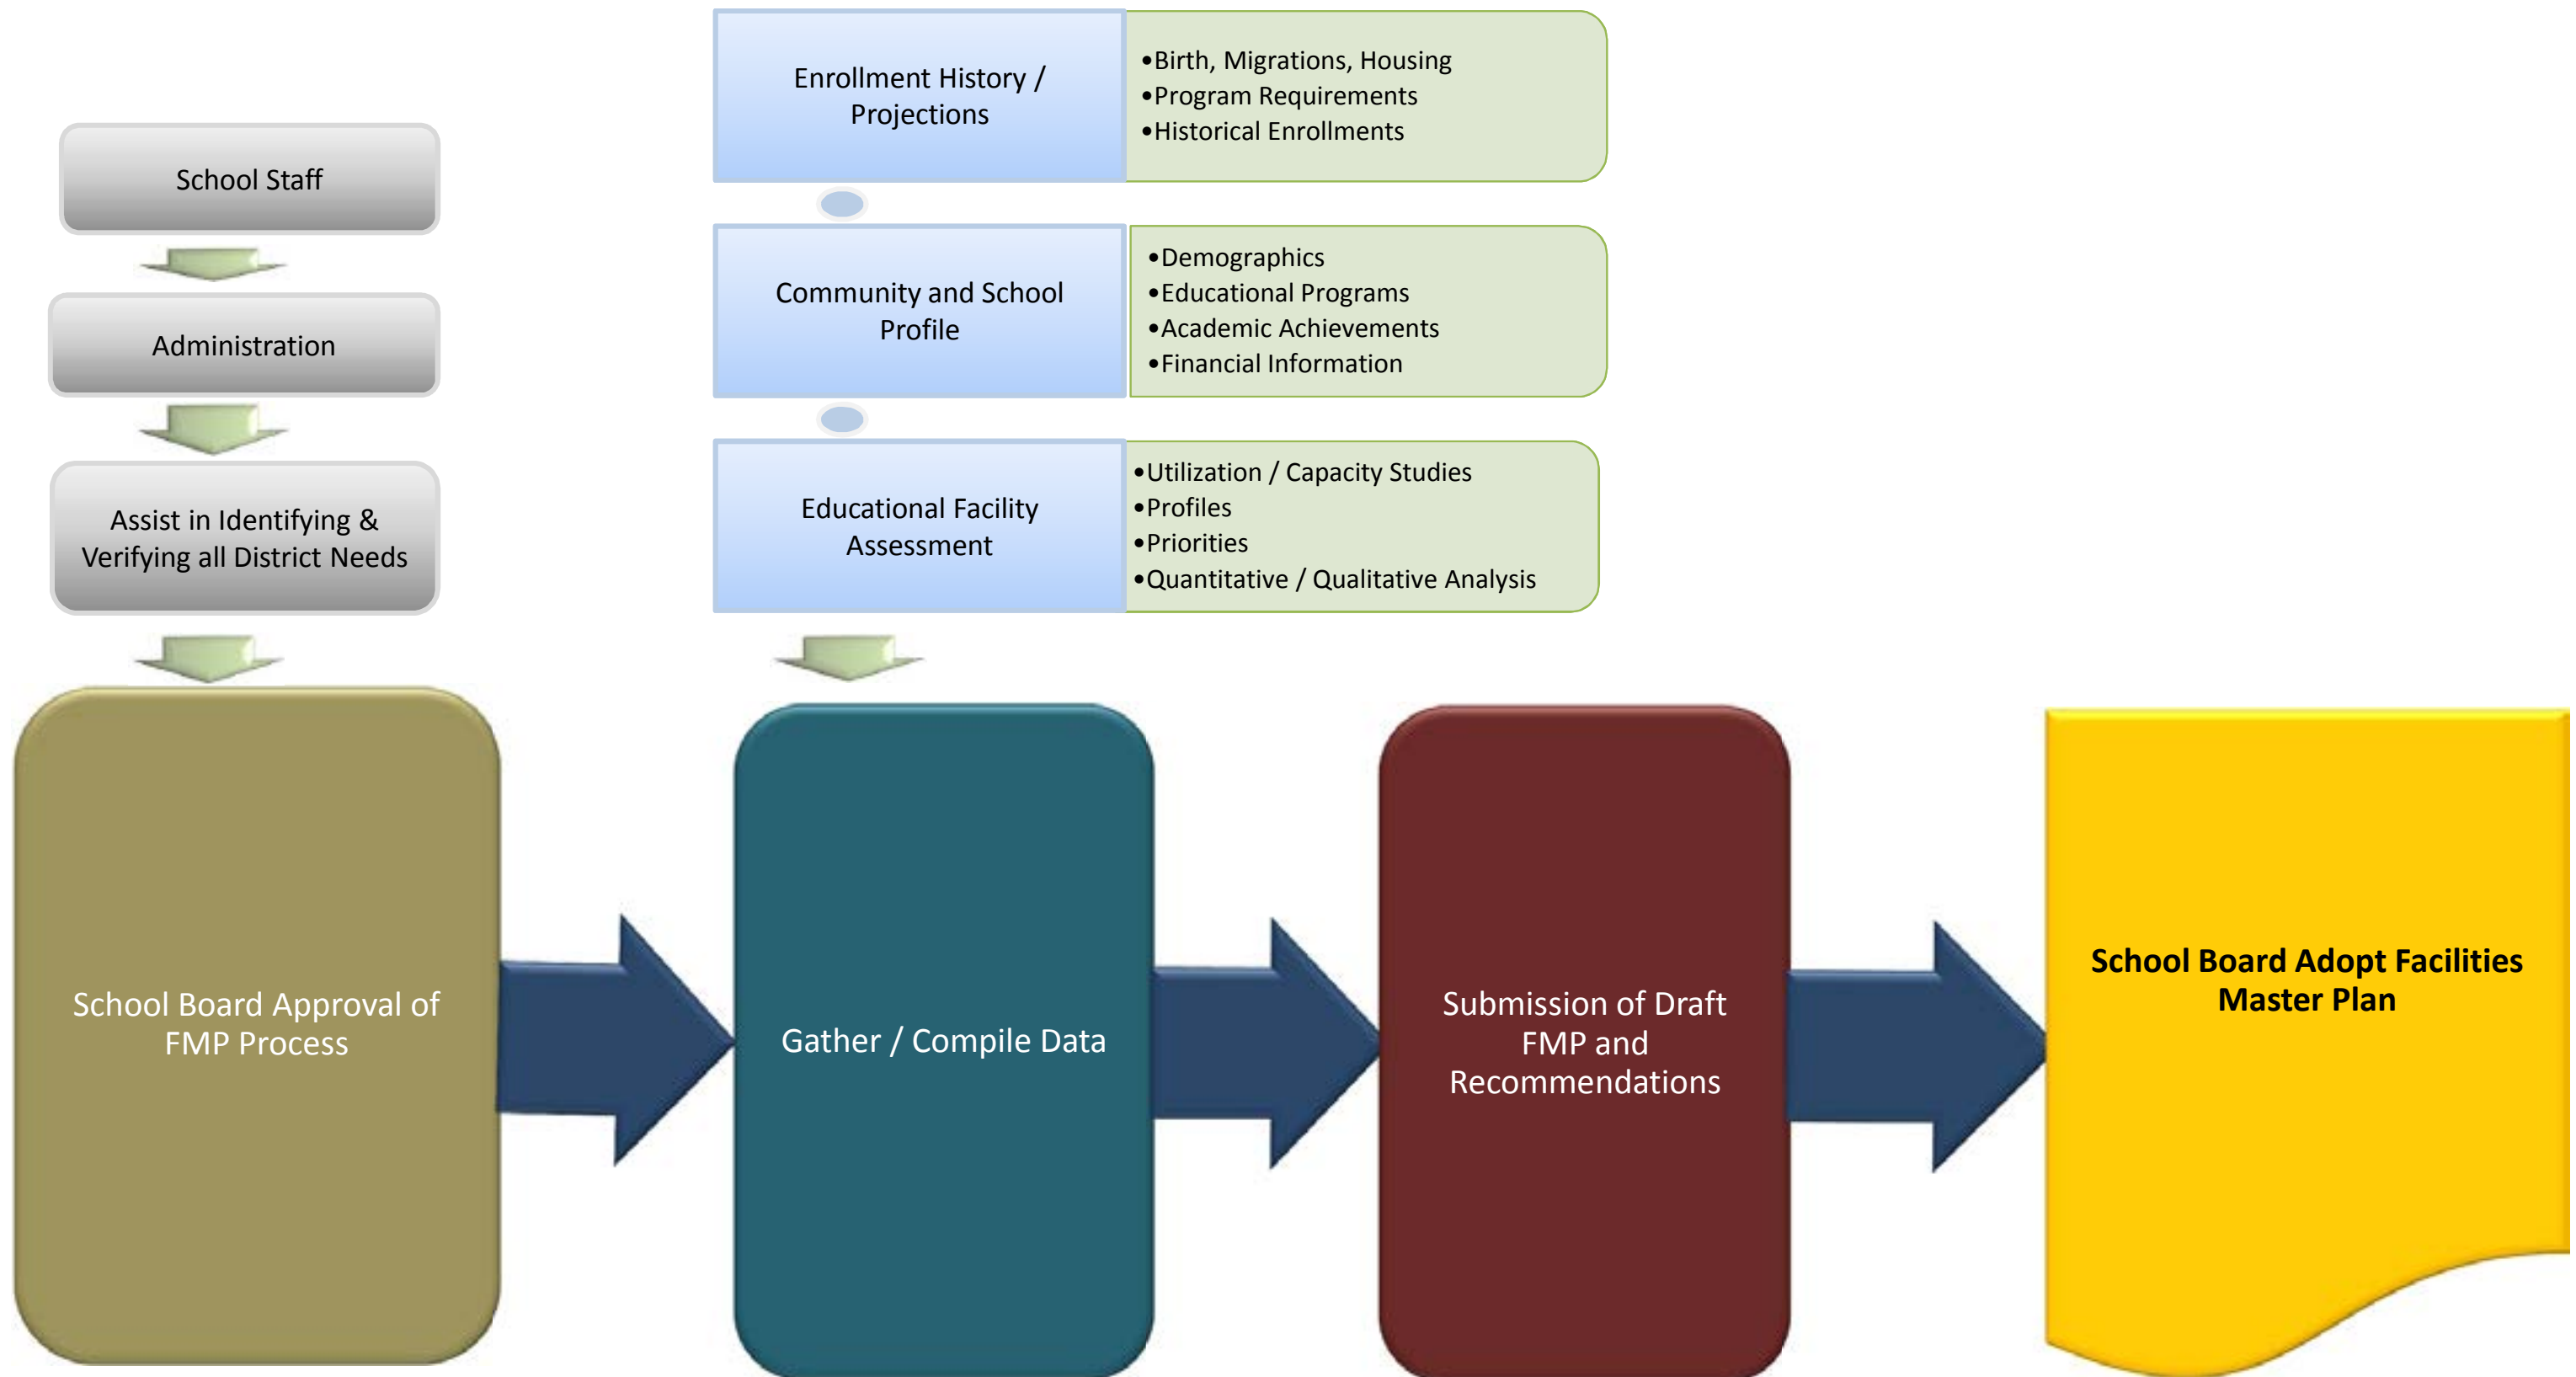 School Staff
Administration
Assist in Identifying &
Verifying all District Needs
Enrollment History /
Projections
•Birth, Migrations, Housing
•Program Requirements
•Historical Enrollments
Community and School
Profile
•Demographics
•Educational Programs
•Academic Achievements
•Financial Information
Educational Facility
Assessment
•Utilization / Capacity Studies
•Profiles
•Priorities
•Quantitative / Qualitative Analysis
School Board Approval of
FMP Process
Gather / Compile Data
Submission of Draft
FMP and
Recommendations
School Board Adopt Facilities
Master Plan